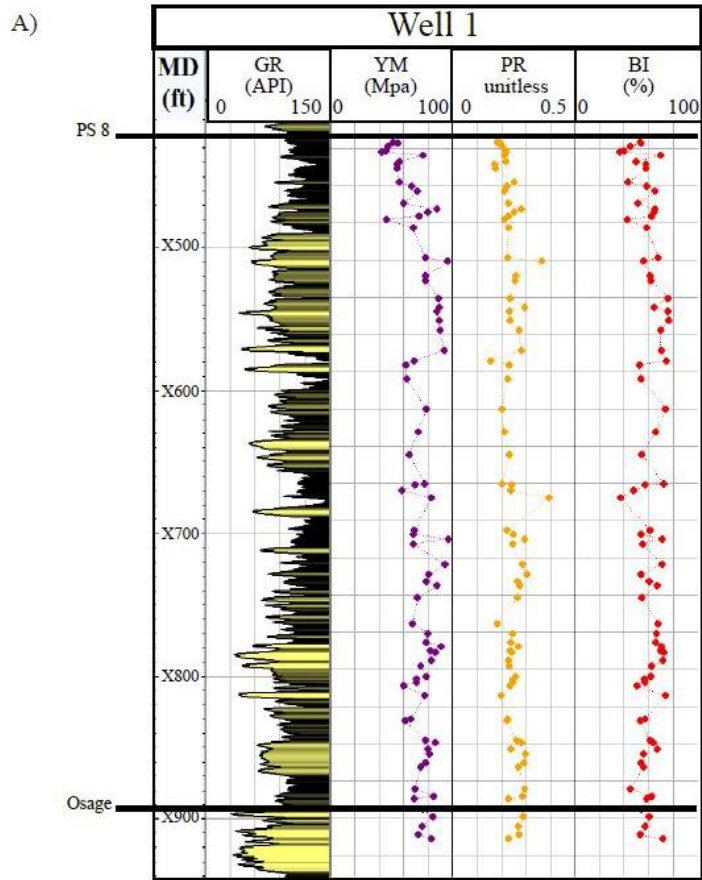 A)
Well 1
MD
(ft)
GR
(API)
0 150
YM
(Mpa)
0 100
PR
unitless
0 0.5
BI
(%)
0 100
PS 8
X500
X600
X700
X800
Osage
X900